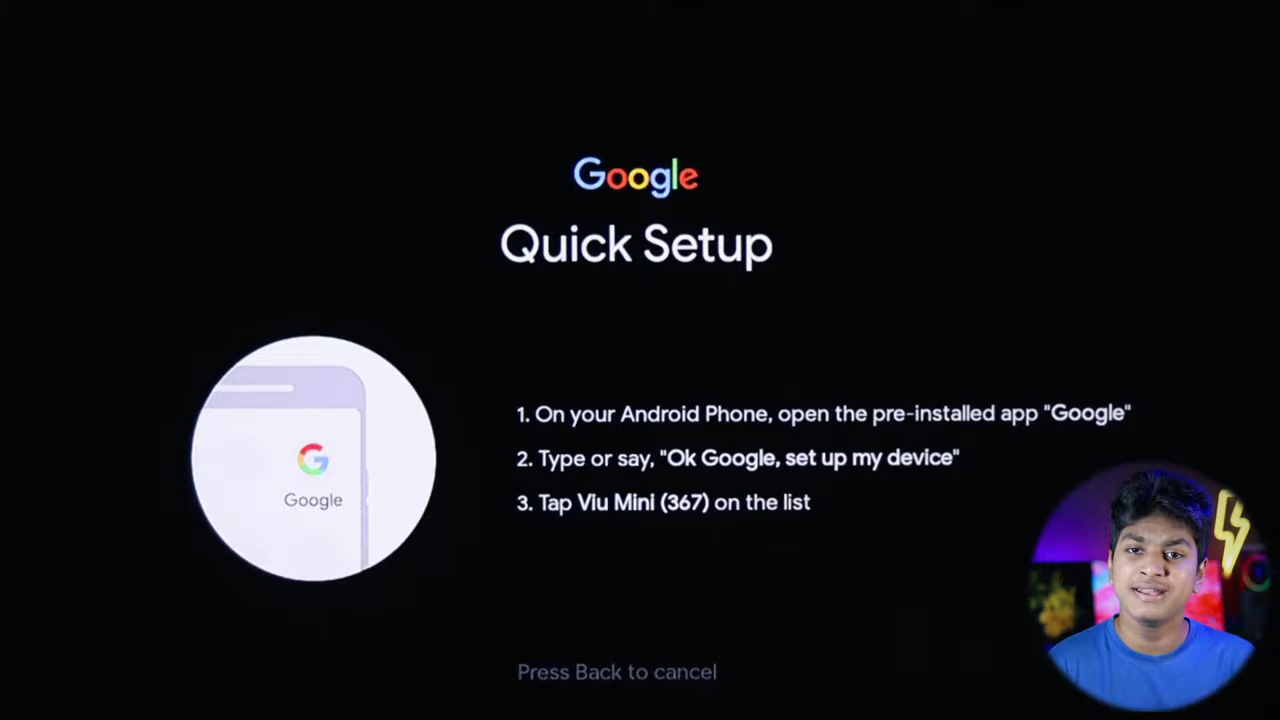 Google
Quick Setup
1. On your Android Phone, open the pre-installed app "Google"
2. Type or say, "Ok Google, set up my device"
3. Tap Viu Mini (367) on the list
Google
Press Back to cancel